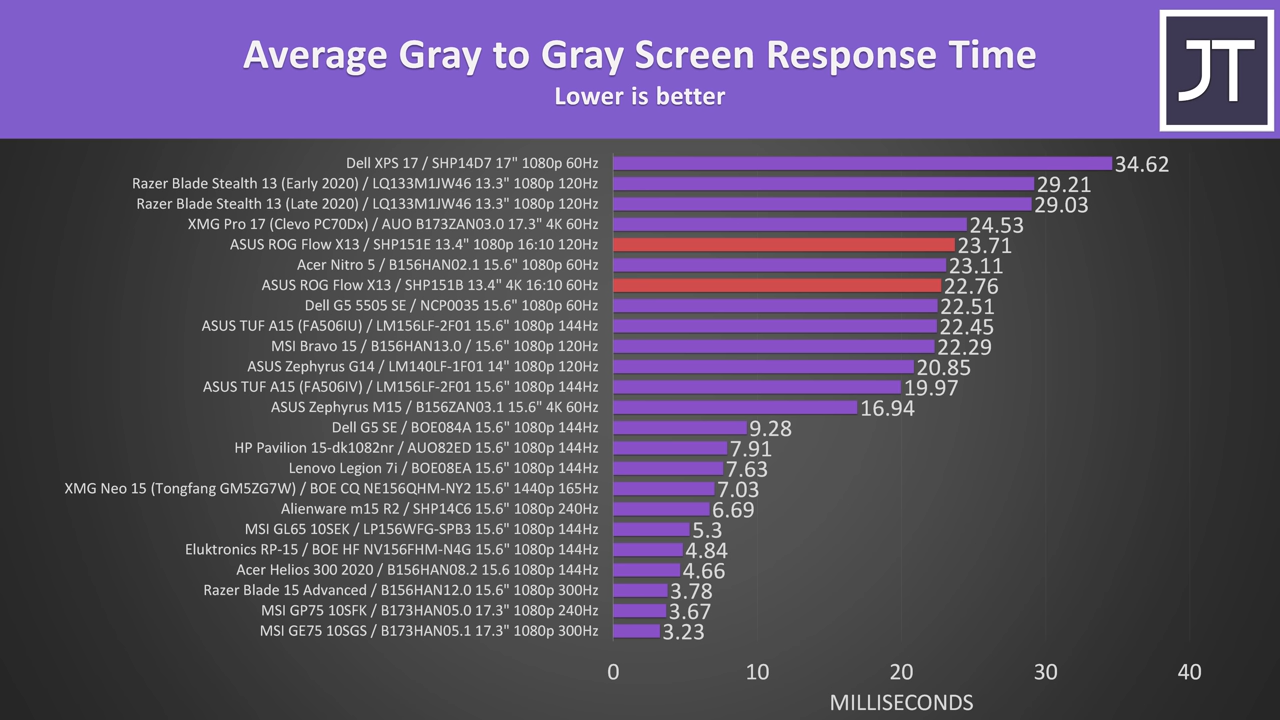 Average Gray to Gray Screen Response Time
Lower is better
JT
Dell XPS 17 / SHP14D7 17" 1080p 60Hz 34.62
Razer Blade Stealth 13 (Early 2020) / LQ133M1JW46 13.3" 1080p 120Hz 29.21
Razer Blade Stealth 13 (Late 2020) / LQ133M1JW46 13.3" 1080p 120Hz 29.03
XMG Pro 17 (Clevo PC70Dx) / AUO B173ZAN03.0 17.3" 4K 60Hz 24.53
ASUS ROG Flow X13 / SHP151E 13.4" 1080p 16:10 120Hz 23.71
Acer Nitro 5 / B156HAN02.1 15.6" 1080p 60Hz 23.11
ASUS ROG Flow X13 / SHP151B 13.4" 4K 16:10 60Hz 22.76
Dell G5 5505 SE / NCP0035 15.6" 1080p 60Hz 22.51
ASUS TUF A15 (FA506IU) / LM156LF-2F01 15.6" 1080p 144Hz 22.45
MSI Bravo 15 / B156HAN13.0 / 15.6" 1080p 120Hz 22.29
ASUS Zephyrus G14 / LM140LF-1F01 14" 1080p 120Hz 20.85
ASUS TUF A15 (FA506IV) / LM156LF-2F01 15.6" 1080p 144Hz 19.97
ASUS Zephyrus M15 / B156ZAN03.1 15.6" 4K 60Hz 16.94
Dell G5 SE / BOE084A 15.6" 1080p 144Hz 9.28
HP Pavilion 15-dk1082nr / AUO82ED 15.6" 1080p 144Hz 7.91
Lenovo Legion 7i / BOE08EA 15.6" 1080p 144Hz 7.63
XMG Neo 15 (Tongfang GM5ZG7W) / BOE CQ NE156QHM-NY2 15.6" 1440p 165Hz 7.03
Alienware m15 R2 / SHP14C6 15.6" 1080p 240Hz 6.69
MSI GL65 10SEK / LP156WFG-SPB3 15.6" 1080p 144Hz 5.3
Eluktronics RP-15 / BOE HF NV156FHM-N4G 15.6" 1080p 144Hz 4.84
Acer Helios 300 2020 / B156HAN08.2 15.6 1080p 144Hz 4.66
Razer Blade 15 Advanced / B156HAN12.0 15.6" 1080p 300Hz 3.78
MSI GP75 10SFK / B173HAN05.0 17.3" 1080p 240Hz 3.67
MSI GE75 10SGS / B173HAN05.1 17.3" 1080p 300Hz 3.23
0 10 20 30 40
MILLISECONDS